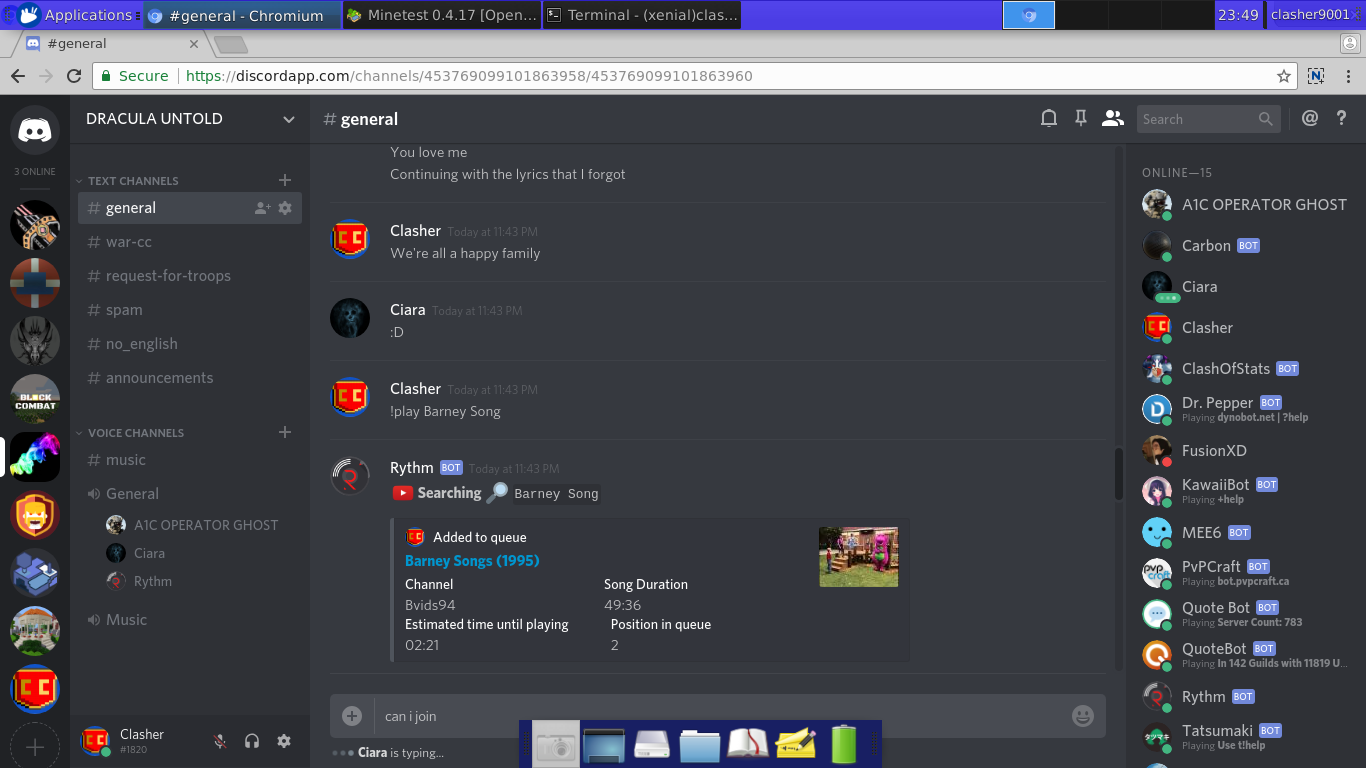 Applications
#general - Chromium
Minetest 0.4.17 [Open...
Terminal - (xenial)clas...
23:49
clasher9001
#general
Secure
https://discordapp.com/channels/453769099101863958/453769099101863960
3 ONLINE
BLOCK
COMBAT
DRACULA UNTOLD
TEXT CHANNELS
# general
# war-cc
# request-for-troops
# spam
# no_english
# announcements
VOICE CHANNELS
# music
General
A1C OPERATOR GHOST
Ciara
Rythm
Music
Clasher
#1820
# general
Search
You love me
Continuing with the lyrics that I forgot
Clasher Today at 11:43 PM
We're all a happy family
Ciara Today at 11:43 PM
:D
Clasher Today at 11:43 PM
!play Barney Song
Rythm BOT Today at 11:43 PM
Searching Barney Song
Added to queue
Barney Songs (1995)
Channel Song Duration
Bvids94 49:36
Estimated time until playing Position in queue
02:21 2
can i join
Ciara is typing...
ONLINE—15
A1C OPERATOR GHOST
Carbon BOT
Ciara
Clasher
ClashOfStats BOT
Dr. Pepper BOT
Playing dynobot.net | ?help
FusionXD
KawaiiBot BOT
Playing +help
MEE6 BOT
PvPCraft BOT
Playing bot.pvpcraft.ca
Quote Bot BOT
Playing Server Count: 783
QuoteBot BOT
Playing In 142 Guilds with 11819 U...
Rythm BOT
Tatsumaki BOT
Playing Use t!help